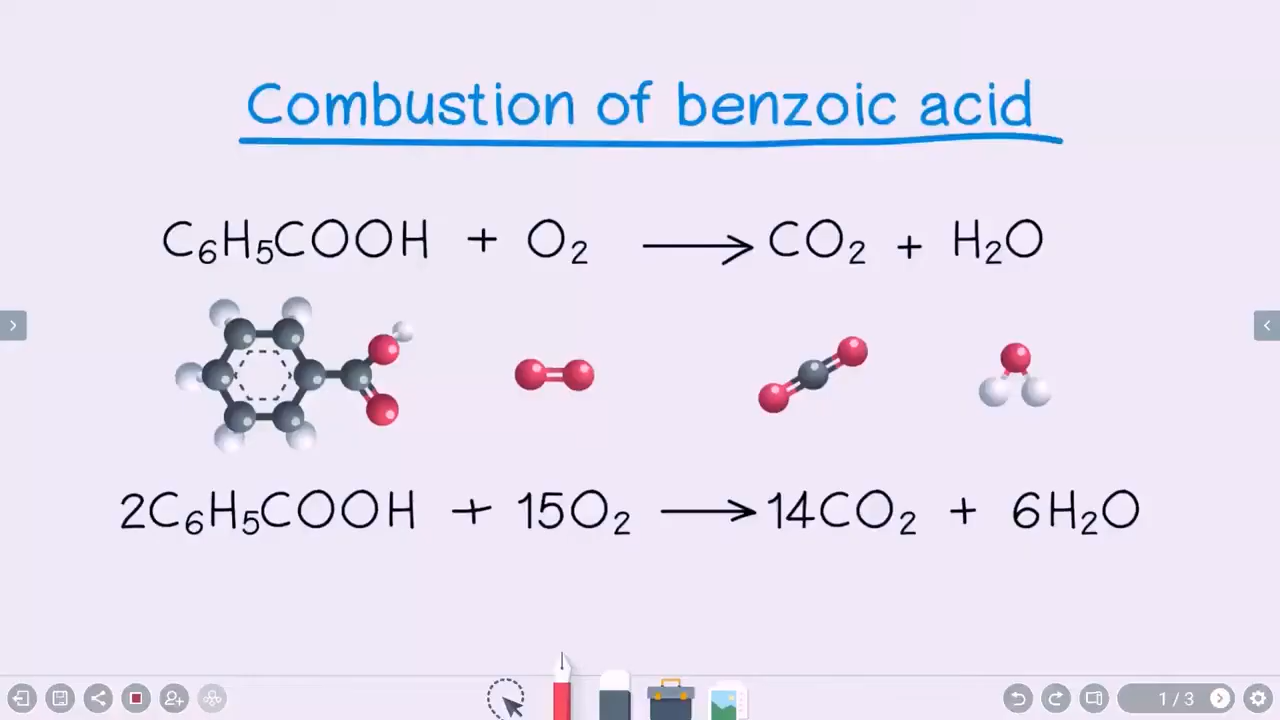 Combustion of benzoic acid
C₆H₅COOH + O₂ → CO₂ + H₂O
2C₆H₅COOH + 15O₂ → 14CO₂ + 6H₂O
1 / 3